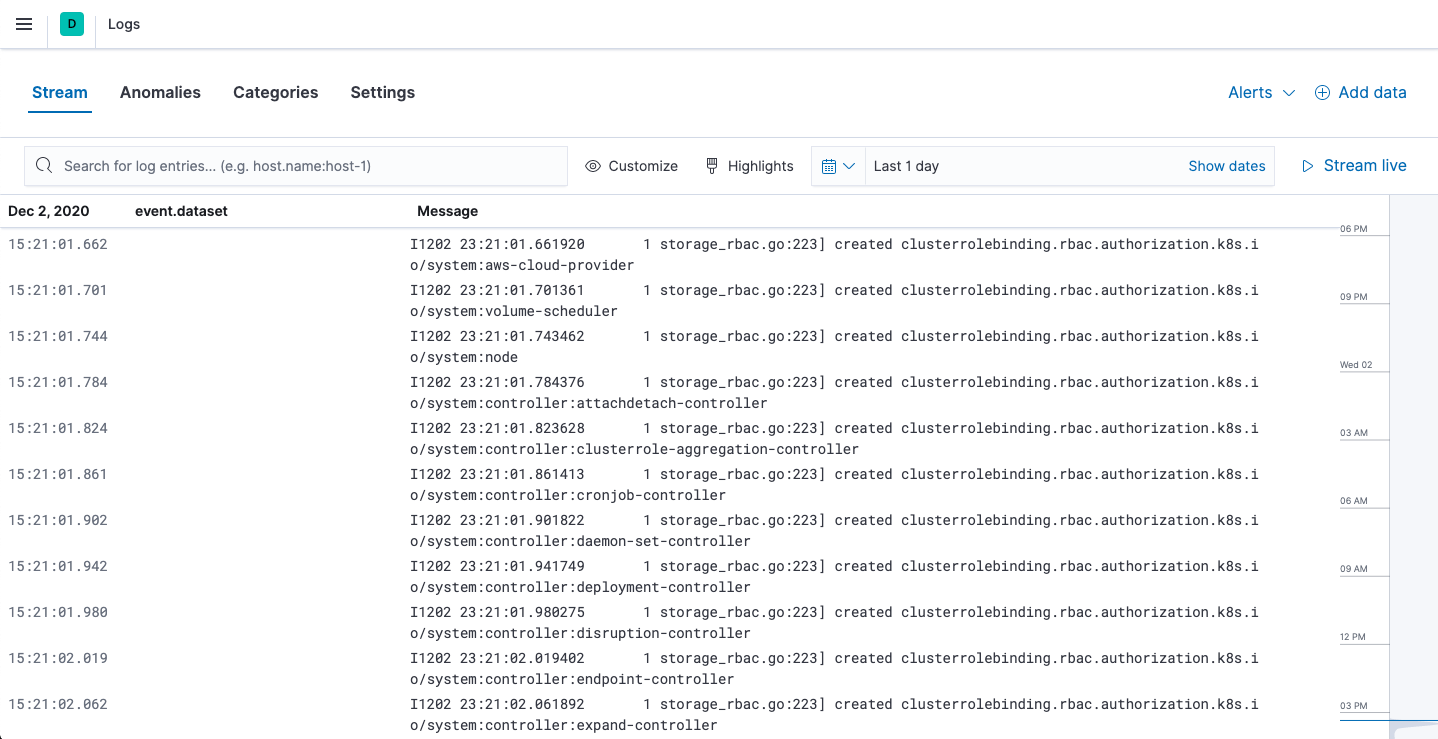 D Logs
Stream Anomalies Categories Settings Alerts Add data
Search for log entries... (e.g. host.name:host-1) Customize Highlights Last 1 day Show dates Stream live
Dec 2, 2020 event.dataset Message
15:21:01.662 I1202 23:21:01.661920 1 storage_rbac.go:223] created clusterrolebinding.rbac.authorization.k8s.i
o/system:aws-cloud-provider
15:21:01.701 I1202 23:21:01.701361 1 storage_rbac.go:223] created clusterrolebinding.rbac.authorization.k8s.i
o/system:volume-scheduler
15:21:01.744 I1202 23:21:01.743462 1 storage_rbac.go:223] created clusterrolebinding.rbac.authorization.k8s.i
o/system:node
15:21:01.784 I1202 23:21:01.784376 1 storage_rbac.go:223] created clusterrolebinding.rbac.authorization.k8s.i
o/system:controller:attachdetach-controller
15:21:01.824 I1202 23:21:01.823628 1 storage_rbac.go:223] created clusterrolebinding.rbac.authorization.k8s.i
o/system:controller:clusterrole-aggregation-controller
15:21:01.861 I1202 23:21:01.861413 1 storage_rbac.go:223] created clusterrolebinding.rbac.authorization.k8s.i
o/system:controller:cronjob-controller
15:21:01.902 I1202 23:21:01.901822 1 storage_rbac.go:223] created clusterrolebinding.rbac.authorization.k8s.i
o/system:controller:daemon-set-controller
15:21:01.942 I1202 23:21:01.941749 1 storage_rbac.go:223] created clusterrolebinding.rbac.authorization.k8s.i
o/system:controller:deployment-controller
15:21:01.980 I1202 23:21:01.980275 1 storage_rbac.go:223] created clusterrolebinding.rbac.authorization.k8s.i
o/system:controller:disruption-controller
15:21:02.019 I1202 23:21:02.019402 1 storage_rbac.go:223] created clusterrolebinding.rbac.authorization.k8s.i
o/system:controller:endpoint-controller
15:21:02.062 I1202 23:21:02.061892 1 storage_rbac.go:223] created clusterrolebinding.rbac.authorization.k8s.i
o/system:controller:expand-controller
06 PM
09 PM
Wed 02
03 AM
06 AM
09 AM
12 PM
03 PM